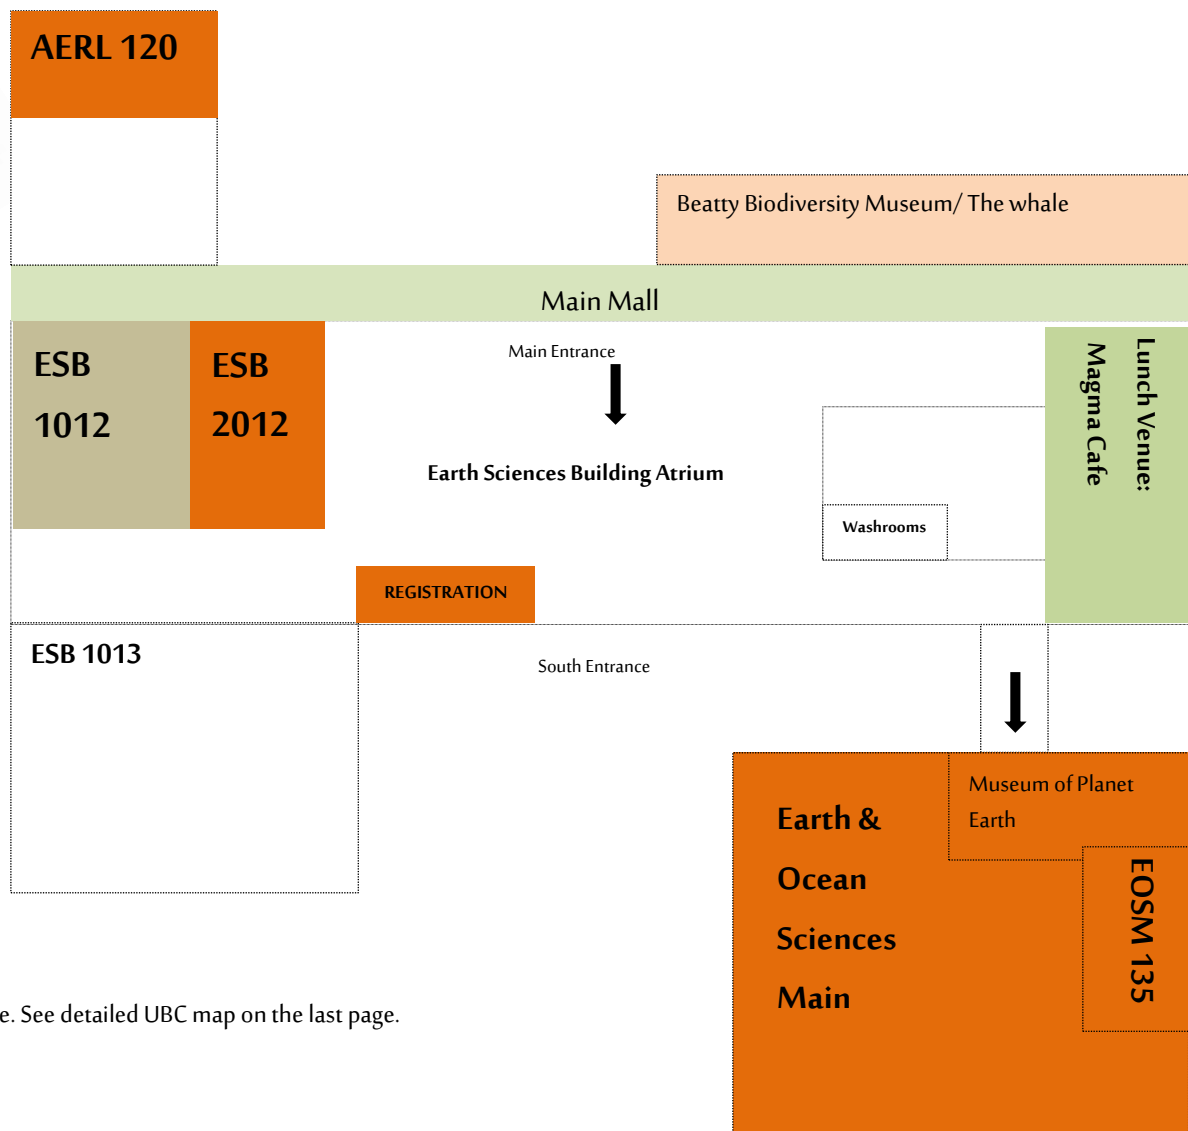 AERL 120
Beatty Biodiversity Museum/ The whale
Main Mall
ESB
1012
ESB
2012
Main Entrance
Earth Sciences Building Atrium
Washrooms
Lunch Venue:
Magma Cafe
REGISTRATION
ESB 1013
South Entrance
Museum of Planet
Earth
Earth &
Ocean
Sciences
Main
EOSM 135
e. See detailed UBC map on the last page.